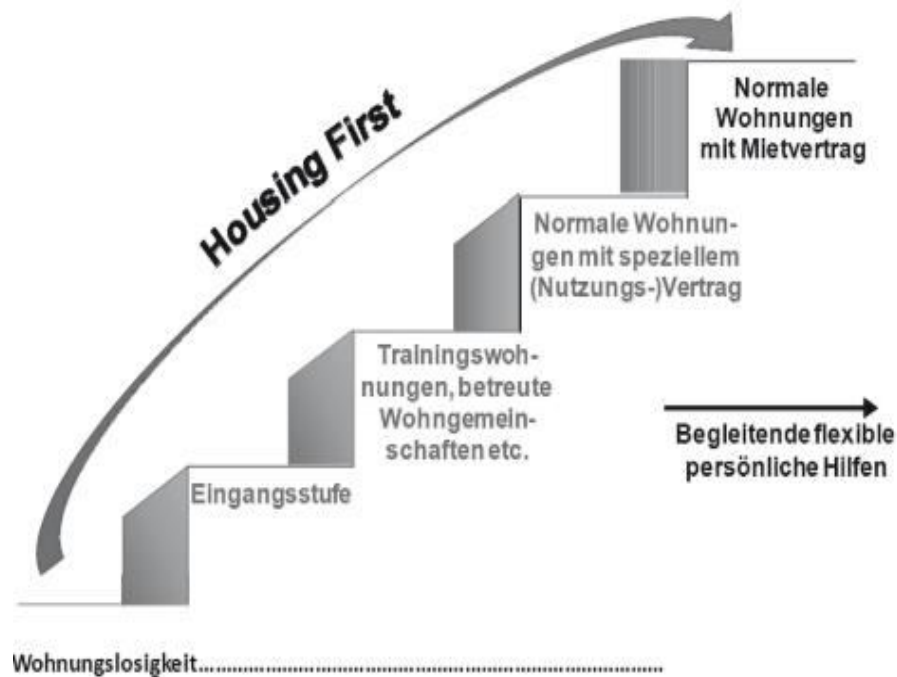 Housing First
Normale
Wohnungen
mit Mietvertrag
Normale Wohnun-
gen mit speziellem
(Nutzungs-)Vertrag
Trainingswoh-
nungen, betreute
Wohngemein-
schaften etc.
Begleitende flexible
persönliche Hilfen
Eingangsstufe
Wohnungslosigkeit..................................................................................